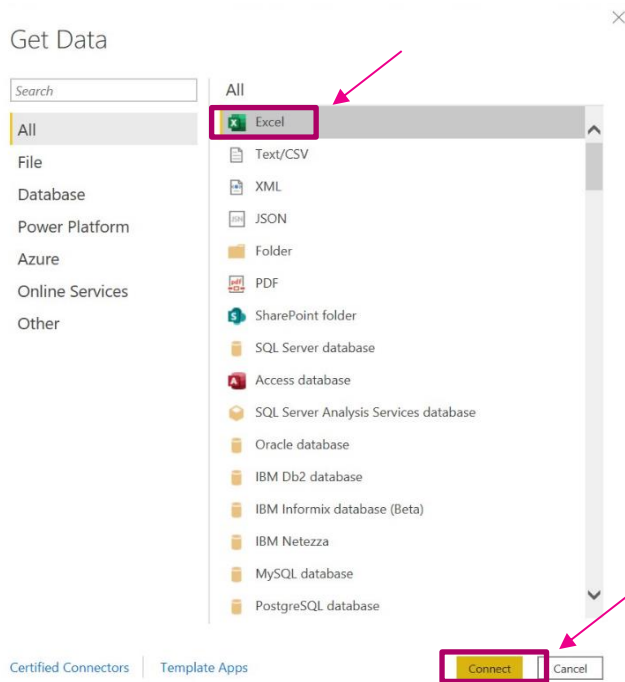 Get Data
Search
All
File
Database
Power Platform
Azure
Online Services
Other
All
Excel
Text/CSV
XML
JSON
Folder
PDF
SharePoint folder
SQL Server database
Access database
SQL Server Analysis Services database
Oracle database
IBM Db2 database
IBM Informix database (Beta)
IBM Netezza
MySQL database
PostgreSQL database
Certified Connectors
Template Apps
Connect
Cancel